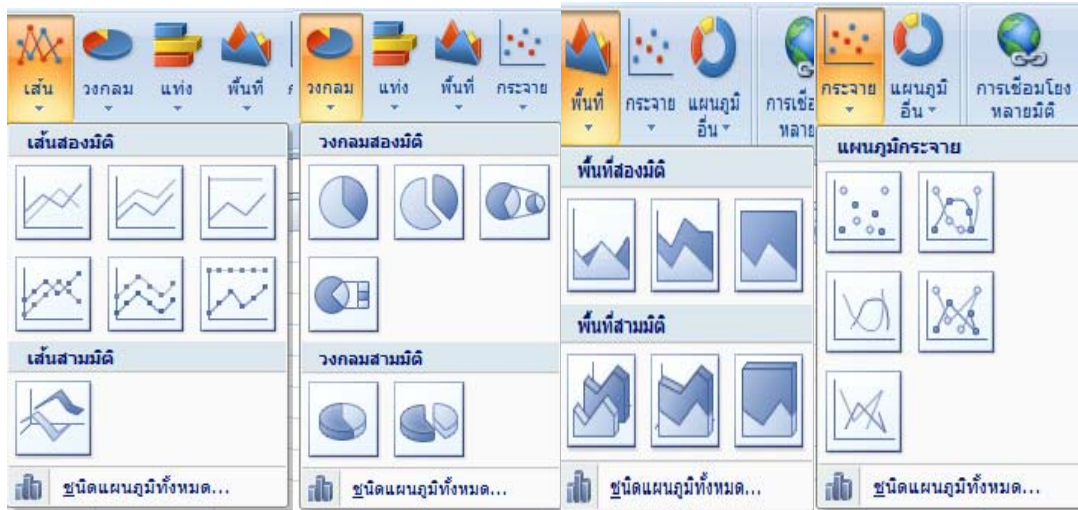 เส้น วงกลม แท่ง พื้นที่
เส้นสองมิติ
เส้นสามมิติ
ชนิดแผนภูมิทั้งหมด...
วงกลม แท่ง พื้นที่ กระจาย
วงกลมสองมิติ
วงกลมสามมิติ
ชนิดแผนภูมิทั้งหมด...
พื้นที่ กระจาย แผนภูมิ
อื่น
พื้นที่สองมิติ
พื้นที่สามมิติ
ชนิดแผนภูมิทั้งหมด...
กระจาย แผนภูมิ การเชื่อมโยง
อื่น หลายมิติ
แผนภูมิกระจาย
ชนิดแผนภูมิทั้งหมด...